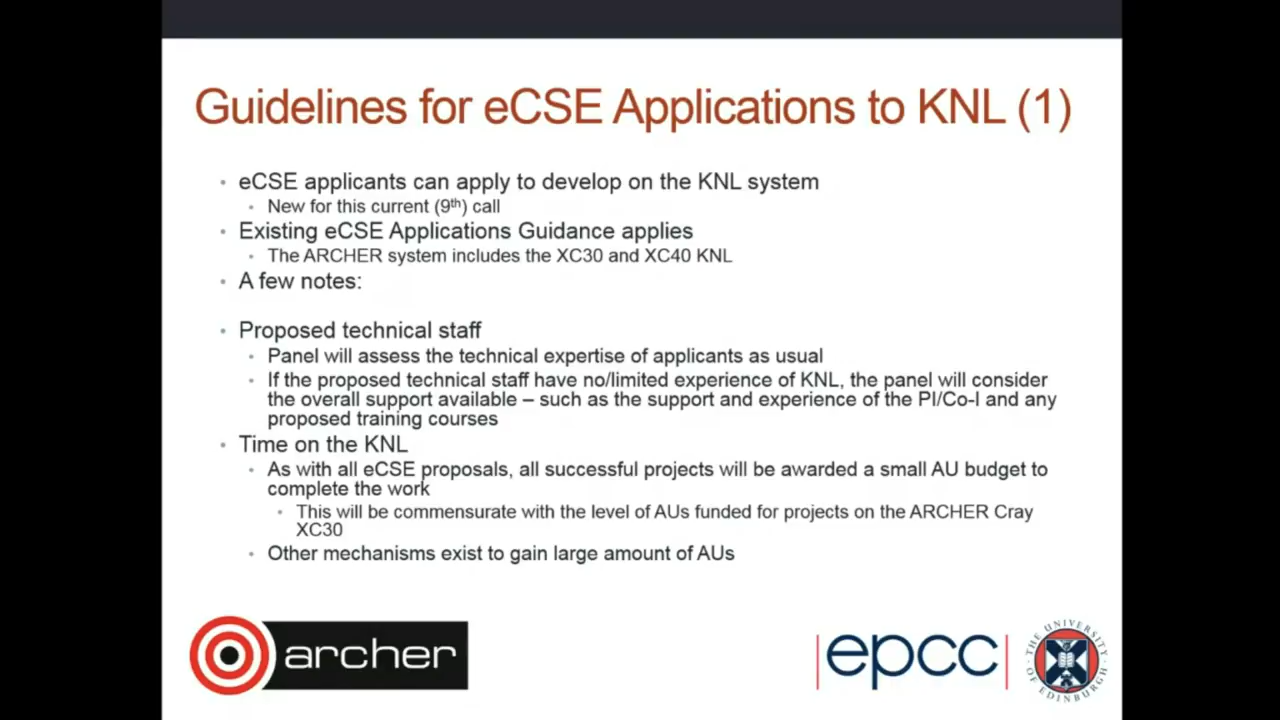 Guidelines for eCSE Applications to KNL (1)
• eCSE applicants can apply to develop on the KNL system
• New for this current (9th) call
• Existing eCSE Applications Guidance applies
• The ARCHER system includes the XC30 and XC40 KNL
• A few notes:
• Proposed technical staff
• Panel will assess the technical expertise of applicants as usual
• If the proposed technical staff have no/limited experience of KNL, the panel will consider
the overall support available – such as the support and experience of the PI/Co-I and any
proposed training courses
• Time on the KNL
• As with all eCSE proposals, all successful projects will be awarded a small AU budget to
complete the work
• This will be commensurate with the level of AUs funded for projects on the ARCHER Cray
XC30
• Other mechanisms exist to gain large amount of AUs
archer
epcc
THE UNIVERSITY OF EDINBURGH